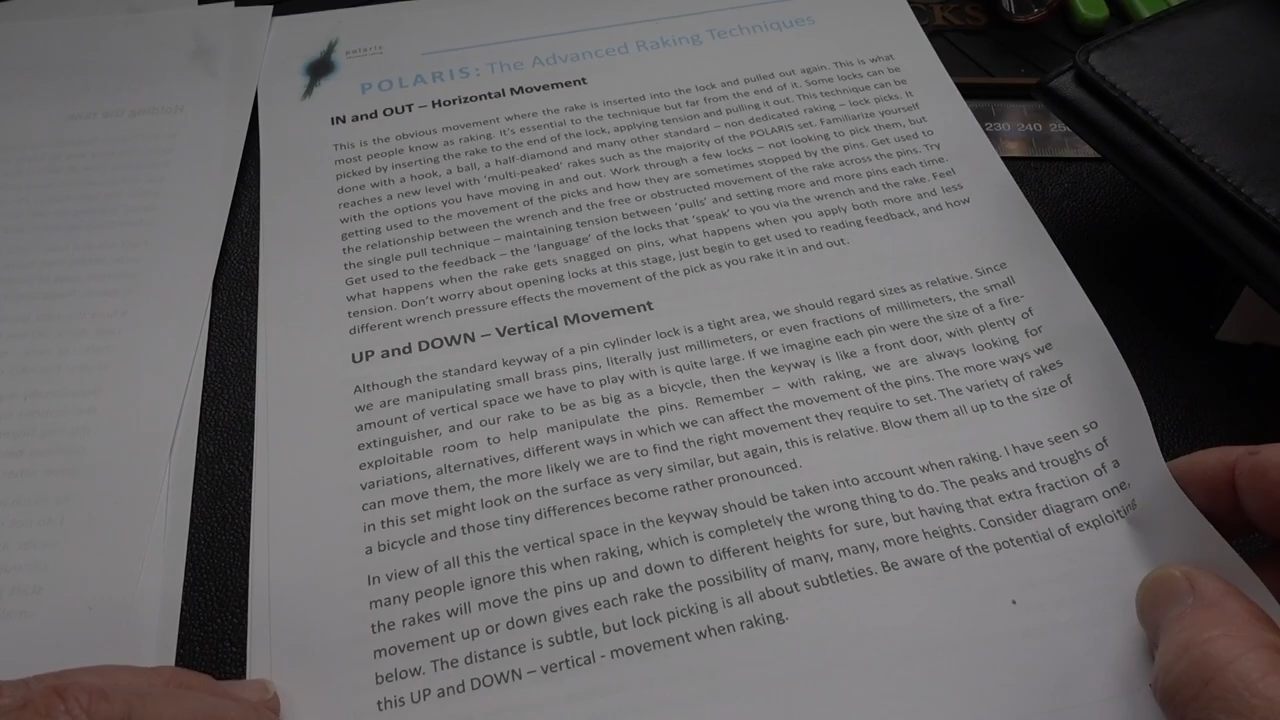 polaris
POLARIS: The Advanced Raking Techniques
IN and OUT – Horizontal Movement
This is the obvious movement where the rake is inserted into the lock and pulled out again. This is what
most people know as raking. It's essential to the technique but far from the end of it. Some locks can be
picked by inserting the rake to the end of the lock, applying tension and pulling it out. This technique can be
done with a hook, a ball, a half-diamond and many other standard – non dedicated raking – lock picks. It
reaches a new level with 'multi-peaked' rakes such as the majority of the POLARIS set. Familiarize yourself
with the options you have moving in and out. Work through a few locks – not looking to pick them, but
getting used to the movement of the picks and how they are sometimes stopped by the pins. Get used to
the relationship between the wrench and the free or obstructed movement of the rake across the pins. Try
the single pull technique – maintaining tension between 'pulls' and setting more and more pins each time.
Get used to the feedback – the 'language' of the locks that 'speak' to you via the wrench and the rake. Feel
what happens when the rake gets snagged on pins, what happens when you apply both more and less
tension. Don't worry about opening locks at this stage, just begin to get used to reading feedback, and how
different wrench pressure effects the movement of the pick as you rake it in and out.
UP and DOWN – Vertical Movement
Although the standard keyway of a pin cylinder lock is a tight area, we should regard sizes as relative. Since
we are manipulating small brass pins, literally just millimeters, or even fractions of millimeters, the small
amount of vertical space we have to play with is quite large. If we imagine each pin were the size of a fire-
extinguisher, and our rake to be as big as a bicycle, then the keyway is like a front door, with plenty of
exploitable room to help manipulate the pins. Remember – with raking, we are always looking for
variations, alternatives, different ways in which we can affect the movement of the pins. The more ways we
can move them, the more likely we are to find the right movement they require to set. The variety of rakes
in this set might look on the surface as very similar, but again, this is relative. Blow them all up to the size of
a bicycle and those tiny differences become rather pronounced.
In view of all this the vertical space in the keyway should be taken into account when raking. I have seen so
many people ignore this when raking, which is completely the wrong thing to do. The peaks and troughs of
the rakes will move the pins up and down to different heights for sure, but having that extra fraction of a
movement up or down gives each rake the possibility of many, many, more heights. Consider diagram one,
below. The distance is subtle, but lock picking is all about subtleties. Be aware of the potential of exploiting
this UP and DOWN – vertical - movement when raking.
230 240